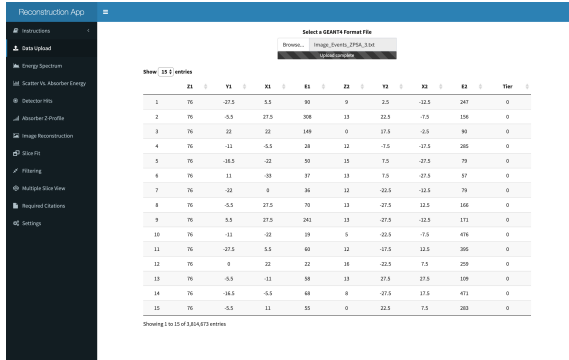 Reconstruction App
Instructions
Data Upload
Energy Spectrum
Scatter Vs. Absorber Energy
Detector Hits
Absorber Z-Profile
Image Reconstruction
Slice Fit
Filtering
Multiple Slice View
Required Citations
Settings
Select a GEANT4 Format File
Browse... Image_Events_ZPSA_3.txt
Upload complete
Show 15 entries
Z1 Y1 X1 E1 Z2 Y2 X2 E2 Tier
1 76 -27.5 5.5 90 9 2.5 -12.5 247 0
2 76 -5.5 27.5 308 13 22.5 -7.5 156 0
3 76 22 22 149 0 17.5 -2.5 90 0
4 76 -11 -5.5 28 12 -7.5 -17.5 285 0
5 76 -16.5 -22 50 15 7.5 -27.5 79 0
6 76 11 -33 37 13 7.5 -27.5 57 0
7 76 -22 0 36 12 -22.5 -12.5 79 0
8 76 -5.5 27.5 70 13 -27.5 12.5 166 0
9 76 5.5 27.5 241 13 -27.5 -12.5 171 0
10 76 -11 -22 19 5 -22.5 -7.5 476 0
11 76 -27.5 5.5 60 12 -17.5 12.5 395 0
12 76 0 22 22 16 -22.5 7.5 259 0
13 76 -5.5 -11 58 13 27.5 27.5 109 0
14 76 -16.5 -5.5 68 8 -27.5 17.5 471 0
15 76 -5.5 11 55 0 22.5 7.5 283 0
Showing 1 to 15 of 3,814,673 entries